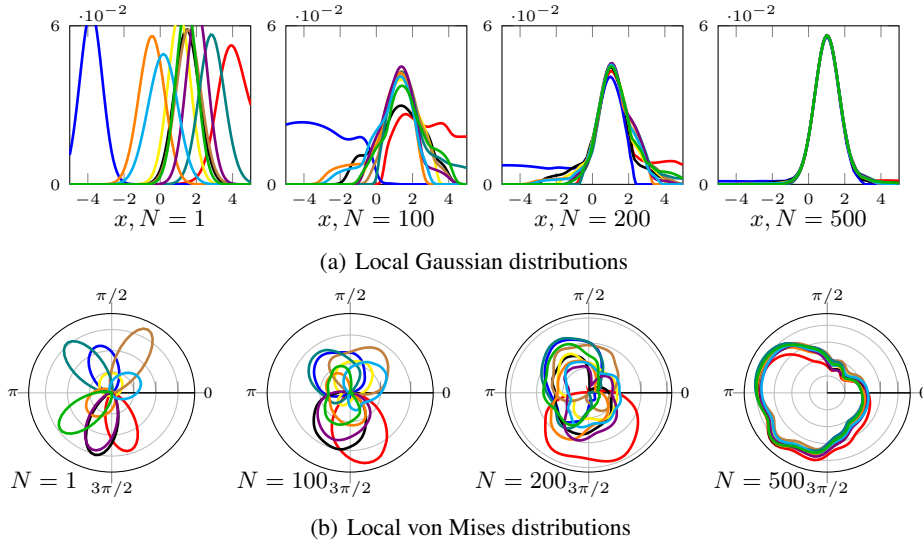 ·10⁻² ·10⁻² ·10⁻² ·10⁻²
6 6 6 6
0 0 0 0
−4 −2 0 2 4 −4 −2 0 2 4 −4 −2 0 2 4 −4 −2 0 2 4
x, N = 1 x, N = 100 x, N = 200 x, N = 500
(a) Local Gaussian distributions
π/2 π/2 π/2 π/2
π 0 π 0 π 0 π 0
N = 1 N = 100 N = 200 N = 500
3π/2 3π/2 3π/2 3π/2
(b) Local von Mises distributions